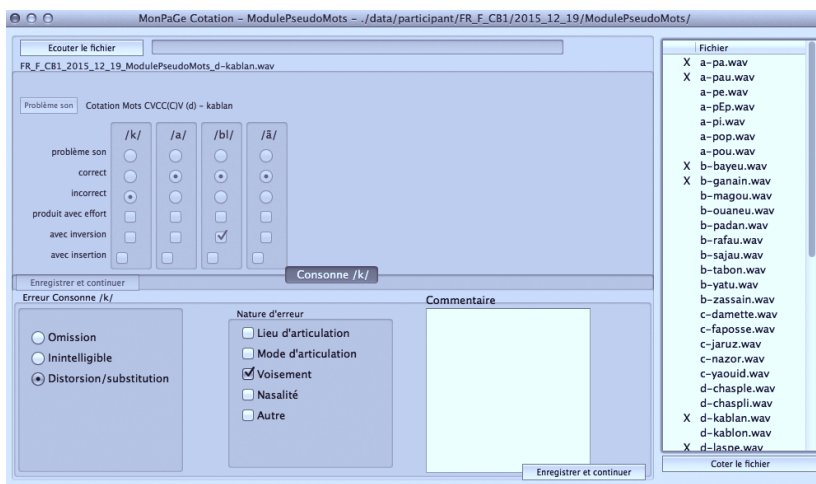 MonPaGe Cotation - ModulePseudoMots - ./data/participant/FR_F_CB1/2015_12_19/ModulePseudoMots/
Ecouter le fichier
FR_F_CB1_2015_12_19_ModulePseudoMots_d-kablan.wav
Problème son Cotation Mots CVCC(C)V (d) - kablan
/k/ /a/ /bl/ /ã/
problème son
correct
incorrect
produit avec effort
avec inversion
avec insertion
Enregistrer et continuer
Consonne /k/
Erreur Consonne /k/
Omission
Inintelligible
Distorsion/substitution
Nature d'erreur
Lieu d'articulation
Mode d'articulation
Voisement
Nasalité
Autre
Commentaire
Enregistrer et continuer
Fichier
X a-pa.wav
X a-pau.wav
a-pe.wav
a-pEp.wav
a-pi.wav
a-pop.wav
a-pou.wav
X b-bayeu.wav
X b-ganain.wav
b-magou.wav
b-ouaneu.wav
b-padan.wav
b-rafau.wav
b-sajau.wav
b-tabon.wav
b-yatu.wav
b-zassain.wav
c-damette.wav
c-faposse.wav
c-jaruz.wav
c-nazor.wav
c-yaouid.wav
d-chasple.wav
d-chaspli.wav
X d-kablan.wav
d-kablon.wav
X d-laspe.wav
Coter le fichier